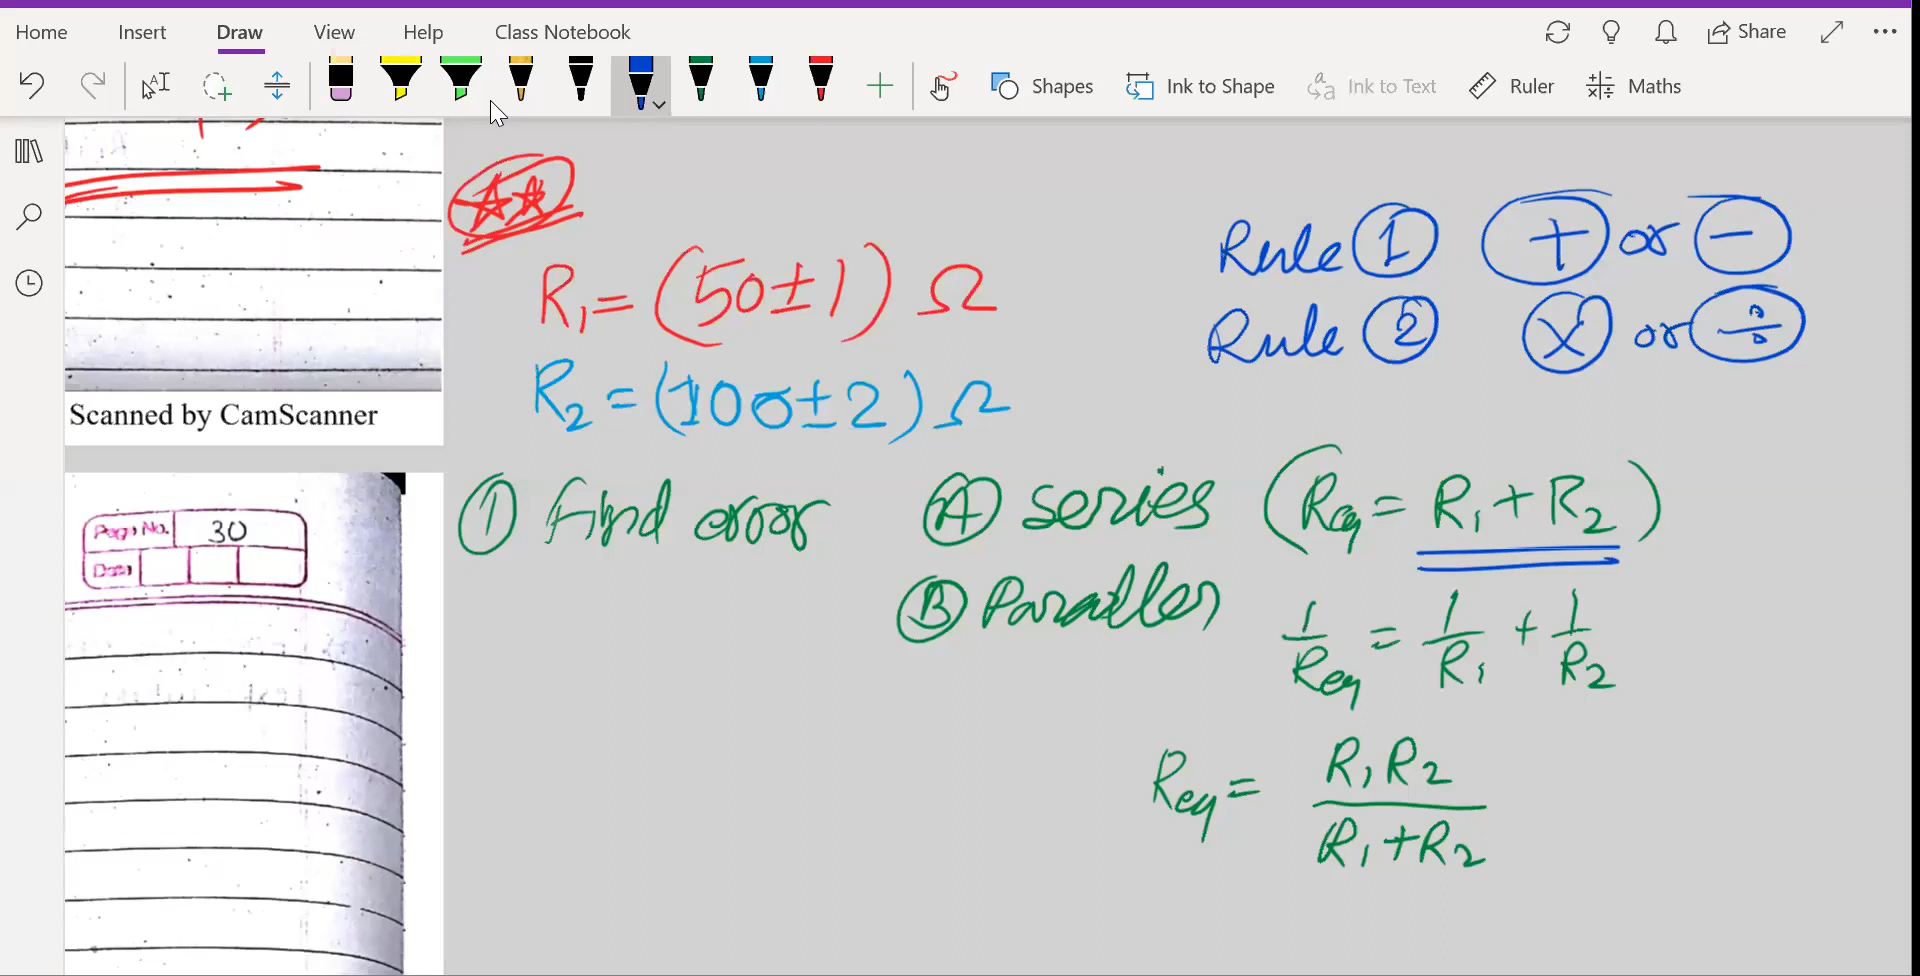 Home Insert Draw View Help Class Notebook Share
Shapes Ink to Shape Ink to Text Ruler Maths
Scanned by CamScanner
Page No. 30
Date
R₁ = (50 ± 1) Ω
R₂ = (100 ± 2) Ω
Rule ① + or −
Rule ② × or ÷
① Find error Ⓐ series (Req = R₁ + R₂)
Ⓑ Parallel
1/Req = 1/R₁ + 1/R₂
Req = R₁R₂/(R₁+R₂)